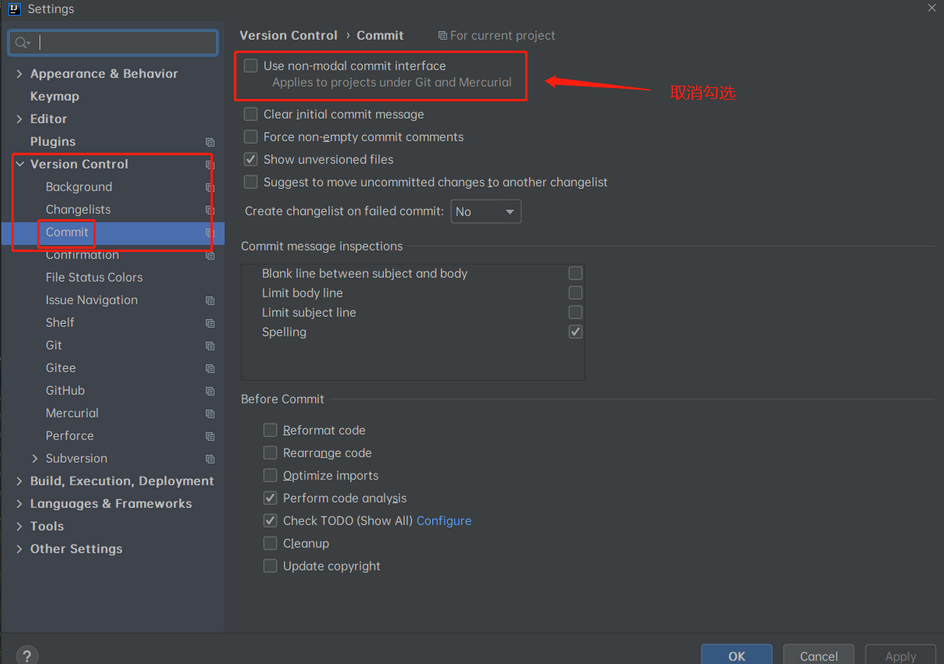 Settings
Version Control › Commit For current project
Appearance & Behavior
Keymap
Editor
Plugins
Version Control
Background
Changelists
Commit
Confirmation
File Status Colors
Issue Navigation
Shelf
Git
Gitee
GitHub
Mercurial
Perforce
Subversion
Build, Execution, Deployment
Languages & Frameworks
Tools
Other Settings
Use non-modal commit interface
Applies to projects under Git and Mercurial
取消勾选
Clear initial commit message
Force non-empty commit comments
Show unversioned files
Suggest to move uncommitted changes to another changelist
Create changelist on failed commit: No
Commit message inspections
Blank line between subject and body
Limit body line
Limit subject line
Spelling
Before Commit
Reformat code
Rearrange code
Optimize imports
Perform code analysis
Check TODO (Show All) Configure
Cleanup
Update copyright
?
OK Cancel Apply